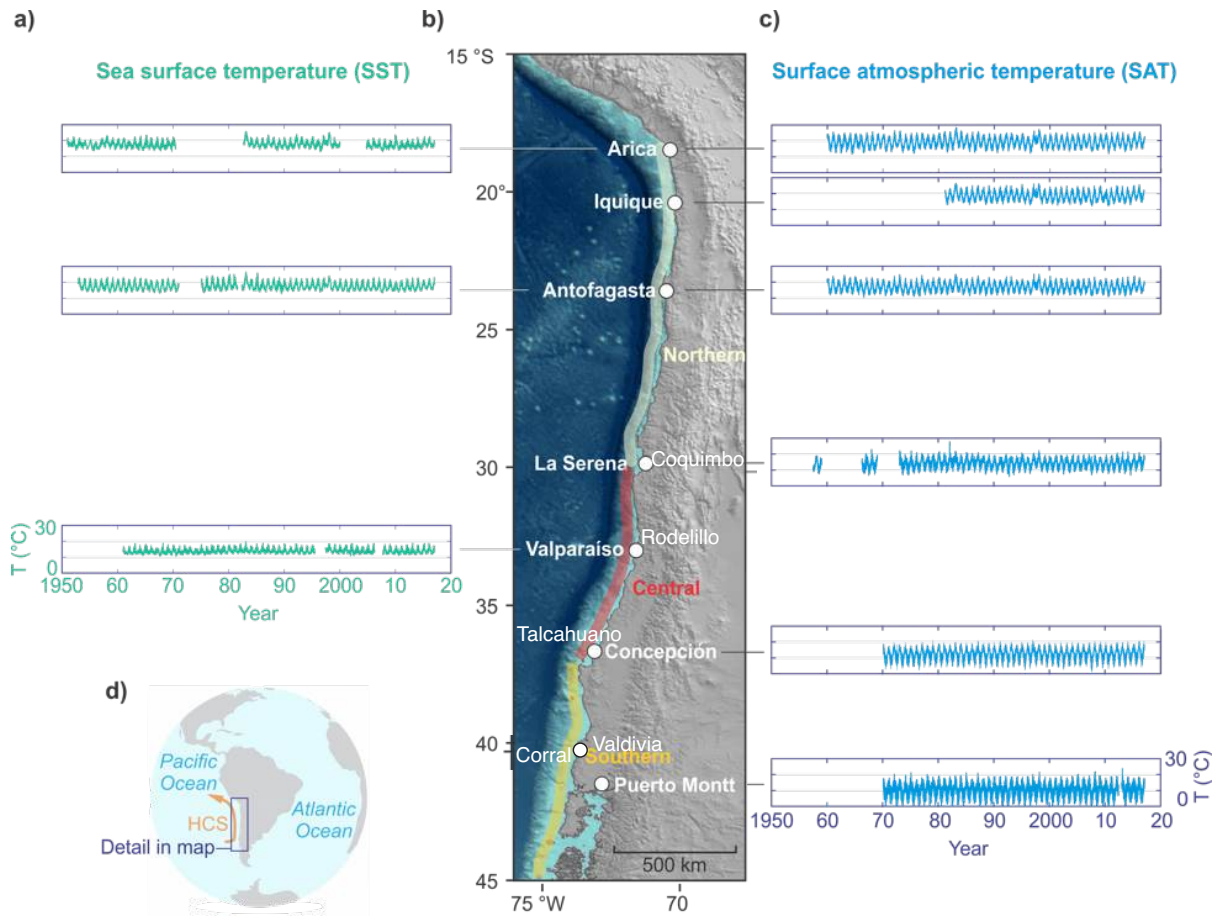 a)
Sea surface temperature (SST)
30
T (°C)
0
1950 60 70 80 90 2000 10 20
Year
b)
15 °S
20°
25
30
35
40
45
75 °W 70
Arica
Iquique
Antofagasta
Northern
La Serena
Coquimbo
Rodelillo
Valparaíso
Central
Talcahuano
Concepción
Valdivia
Corral
Southern
Puerto Montt
500 km
c)
Surface atmospheric temperature (SAT)
30
T (°C)
0
1950 60 70 80 90 2000 10 20
Year
d)
Pacific
Ocean
Atlantic
Ocean
HCS
Detail in map